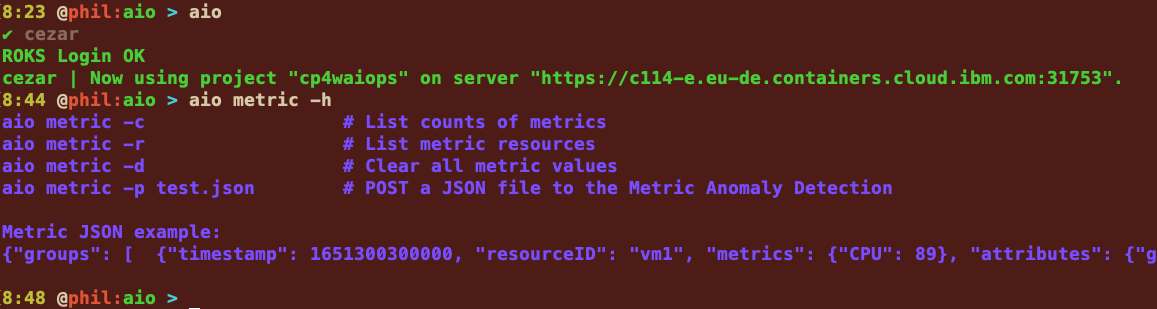 8:23 @phil:aio > aio
✔ cezar
ROKS Login OK
cezar | Now using project "cp4waiops" on server "https://c114-e.eu-de.containers.cloud.ibm.com:31753".
8:44 @phil:aio > aio metric -h
aio metric -c # List counts of metrics
aio metric -r # List metric resources
aio metric -d # Clear all metric values
aio metric -p test.json # POST a JSON file to the Metric Anomaly Detection
Metric JSON example:
{"groups": [  {"timestamp": 16513003000000, "resourceID": "vm1", "metrics": {"CPU": 89}, "attributes": {"g
8:48 @phil:aio >